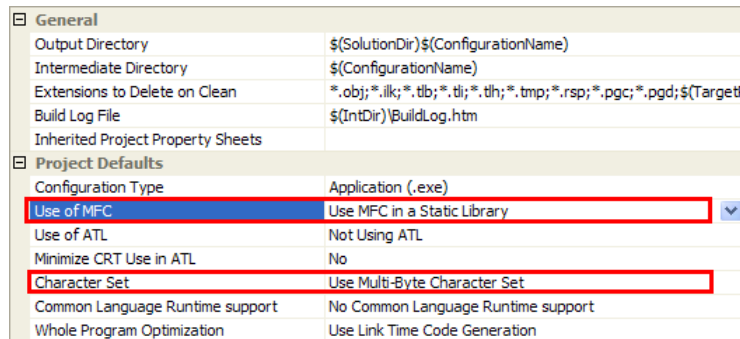 General
Output Directory $(SolutionDir)$(ConfigurationName)
Intermediate Directory $(ConfigurationName)
Extensions to Delete on Clean *.obj;*.ilk;*.tlb;*.tli;*.tlh;*.tmp;*.rsp;*.pgc;*.pgd;$(Target
Build Log File $(IntDir)\BuildLog.htm
Inherited Project Property Sheets
Project Defaults
Configuration Type Application (.exe)
Use of MFC Use MFC in a Static Library
Use of ATL Not Using ATL
Minimize CRT Use in ATL No
Character Set Use Multi-Byte Character Set
Common Language Runtime support No Common Language Runtime support
Whole Program Optimization Use Link Time Code Generation